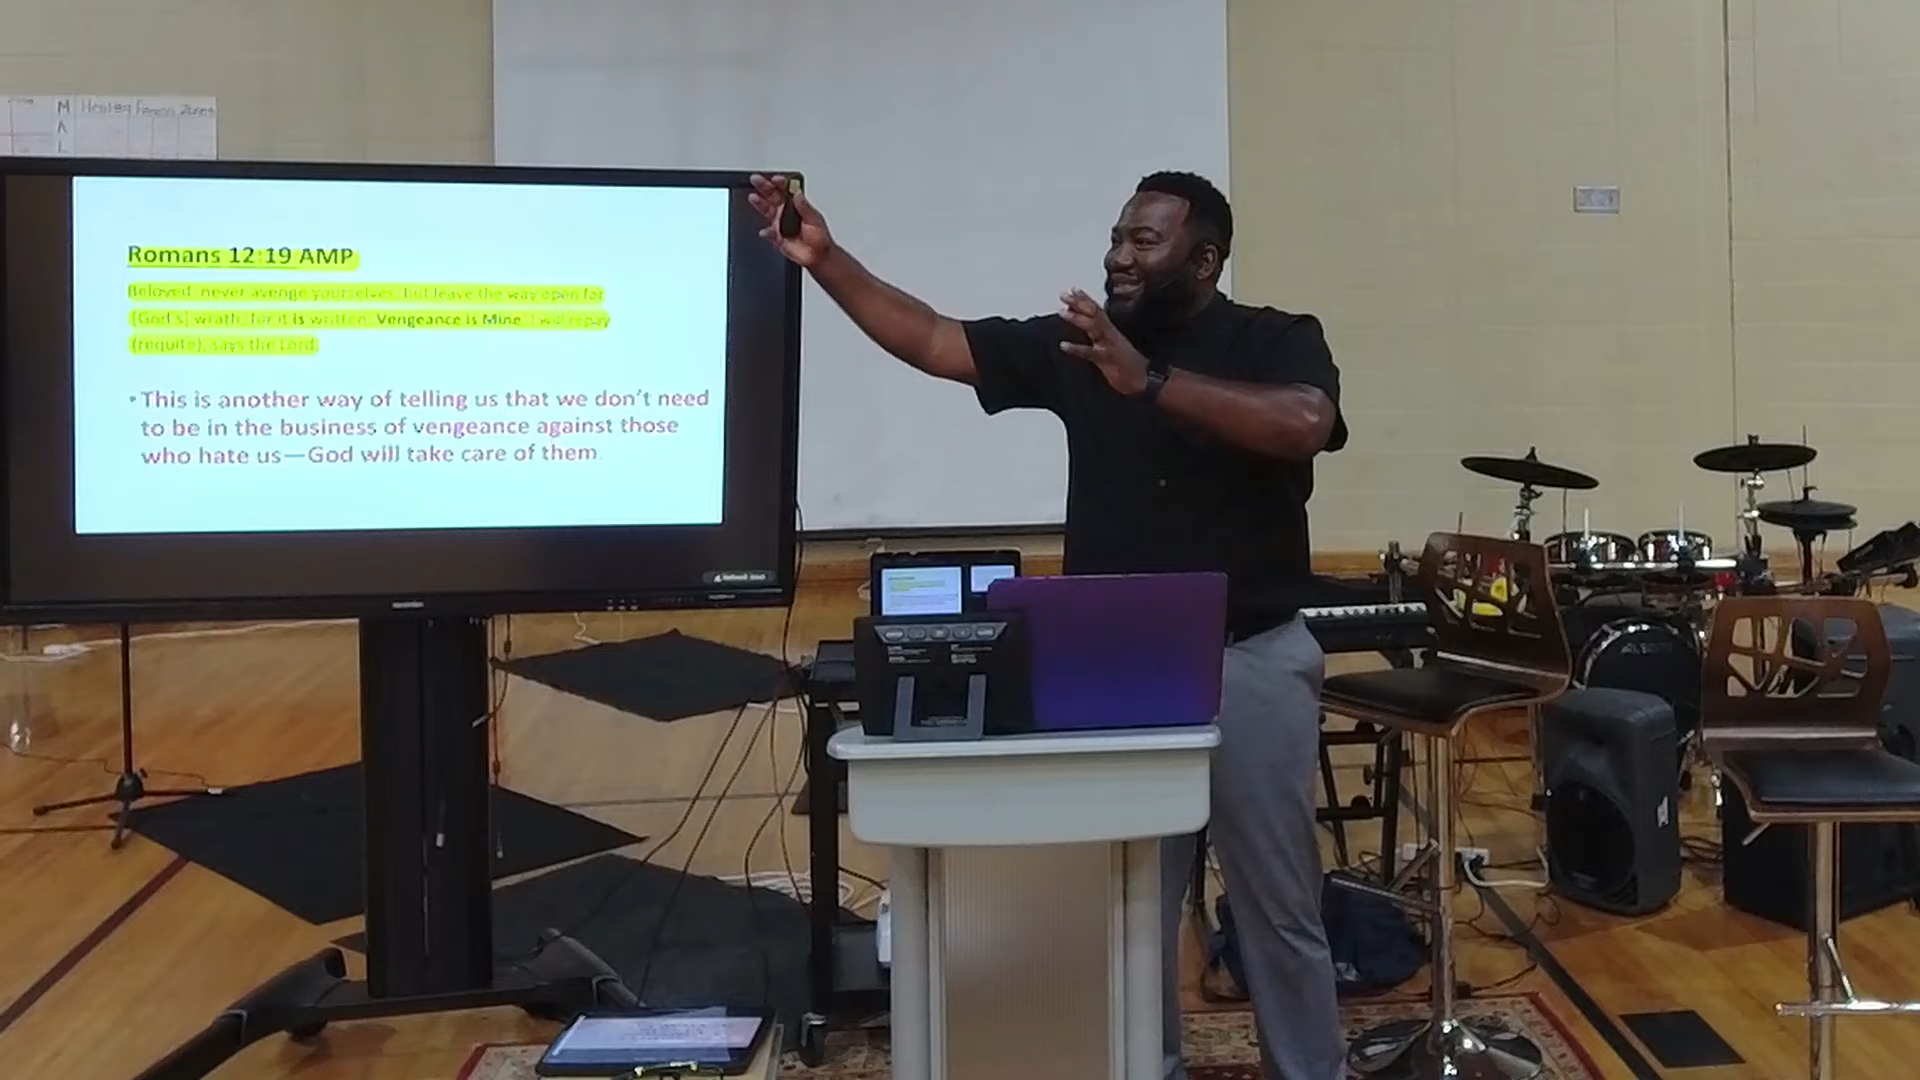 M Healthy Fitness Zones
A
L
Romans 12:19 AMP
Beloved, never avenge yourselves, but leave the way open for
[God's] wrath; for it is written, Vengeance is Mine, I will repay
(requite), says the Lord.
• This is another way of telling us that we don't need
to be in the business of vengeance against those
who hate us—God will take care of them.